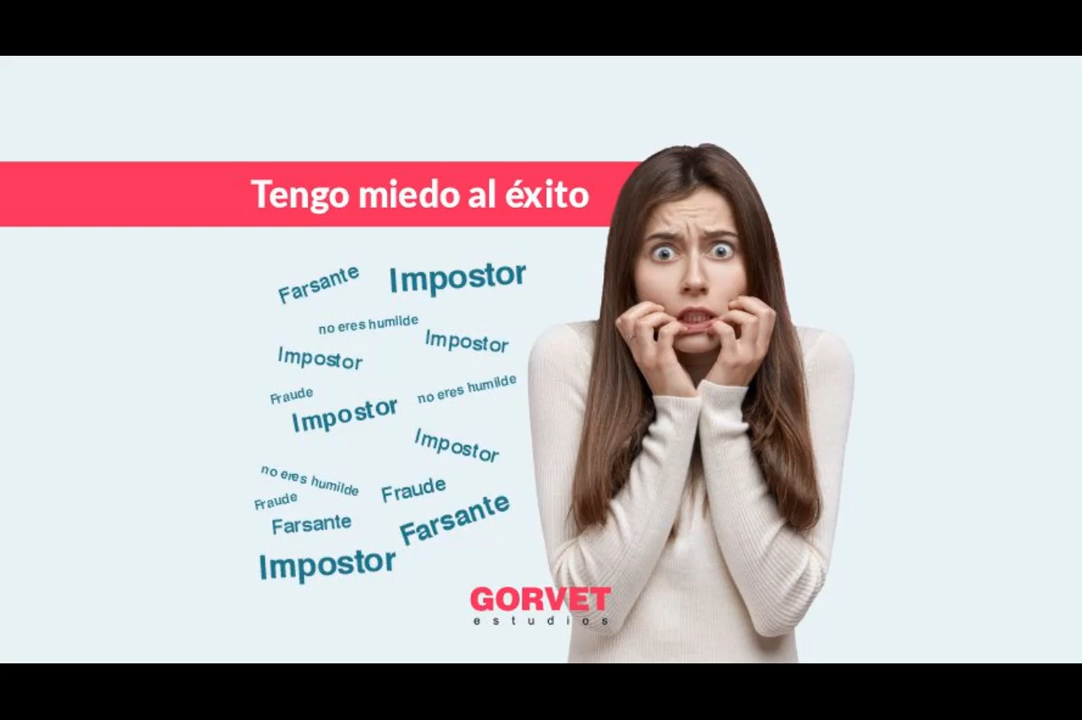 Tengo miedo al éxito
Farsante
Impostor
no eres humilde
Impostor
Impostor
Fraude
no eres humilde
Impostor
Impostor
no eres humilde
Fraude
Fraude
Farsante
Farsante
Impostor
GORVET
estudios